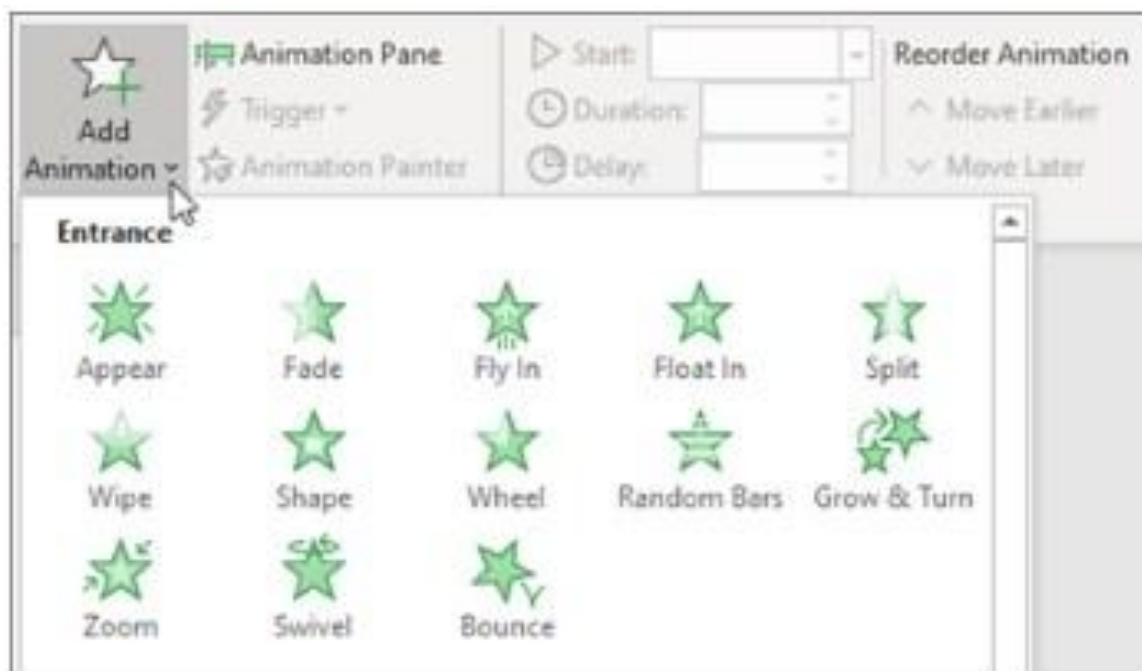 Add
Animation
Animation Pane
Trigger
Animation Painter
Start:
Duration:
Delay:
Reorder Animation
Move Earlier
Move Later
Entrance
Appear Fade Fly In Float In Split
Wipe Shape Wheel Random Bars Grow & Turn
Zoom Swivel Bounce